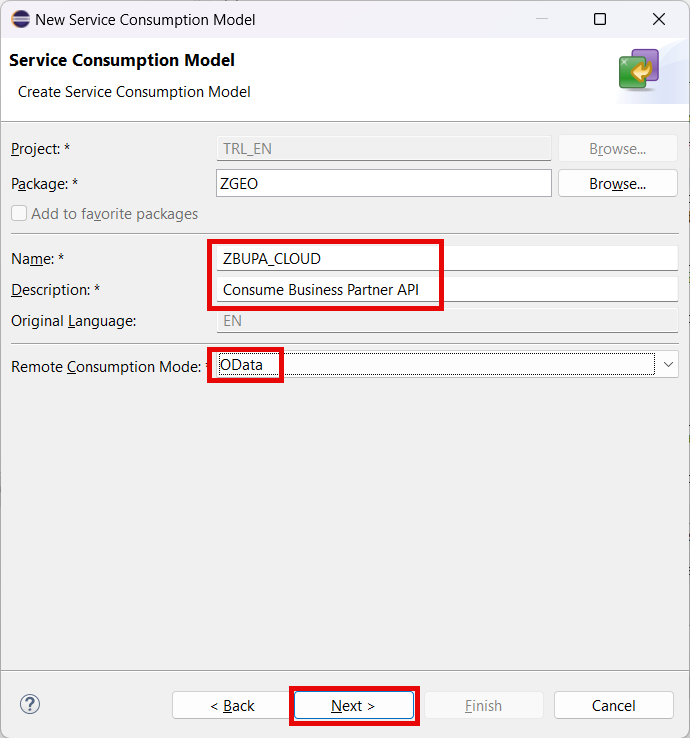 New Service Consumption Model
Service Consumption Model
Create Service Consumption Model
Project: * TRL_EN Browse...
Package: * ZGEO Browse...
Add to favorite packages
Name: * ZBUPA_CLOUD
Description: * Consume Business Partner API
Original Language: EN
Remote Consumption Mode: * OData
? < Back Next > Finish Cancel